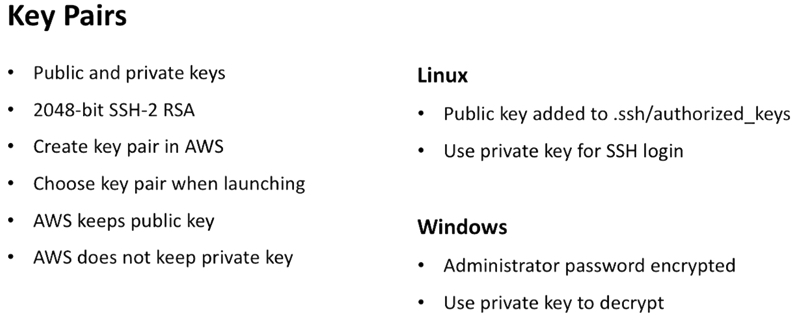 Key Pairs
• Public and private keys
• 2048-bit SSH-2 RSA
• Create key pair in AWS
• Choose key pair when launching
• AWS keeps public key
• AWS does not keep private key
Linux
• Public key added to .ssh/authorized_keys
• Use private key for SSH login
Windows
• Administrator password encrypted
• Use private key to decrypt